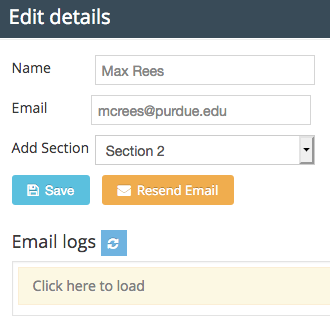 Edit details
Name Max Rees
Email mcrees@purdue.edu
Add Section Section 2
Save Resend Email
Email logs
Click here to load